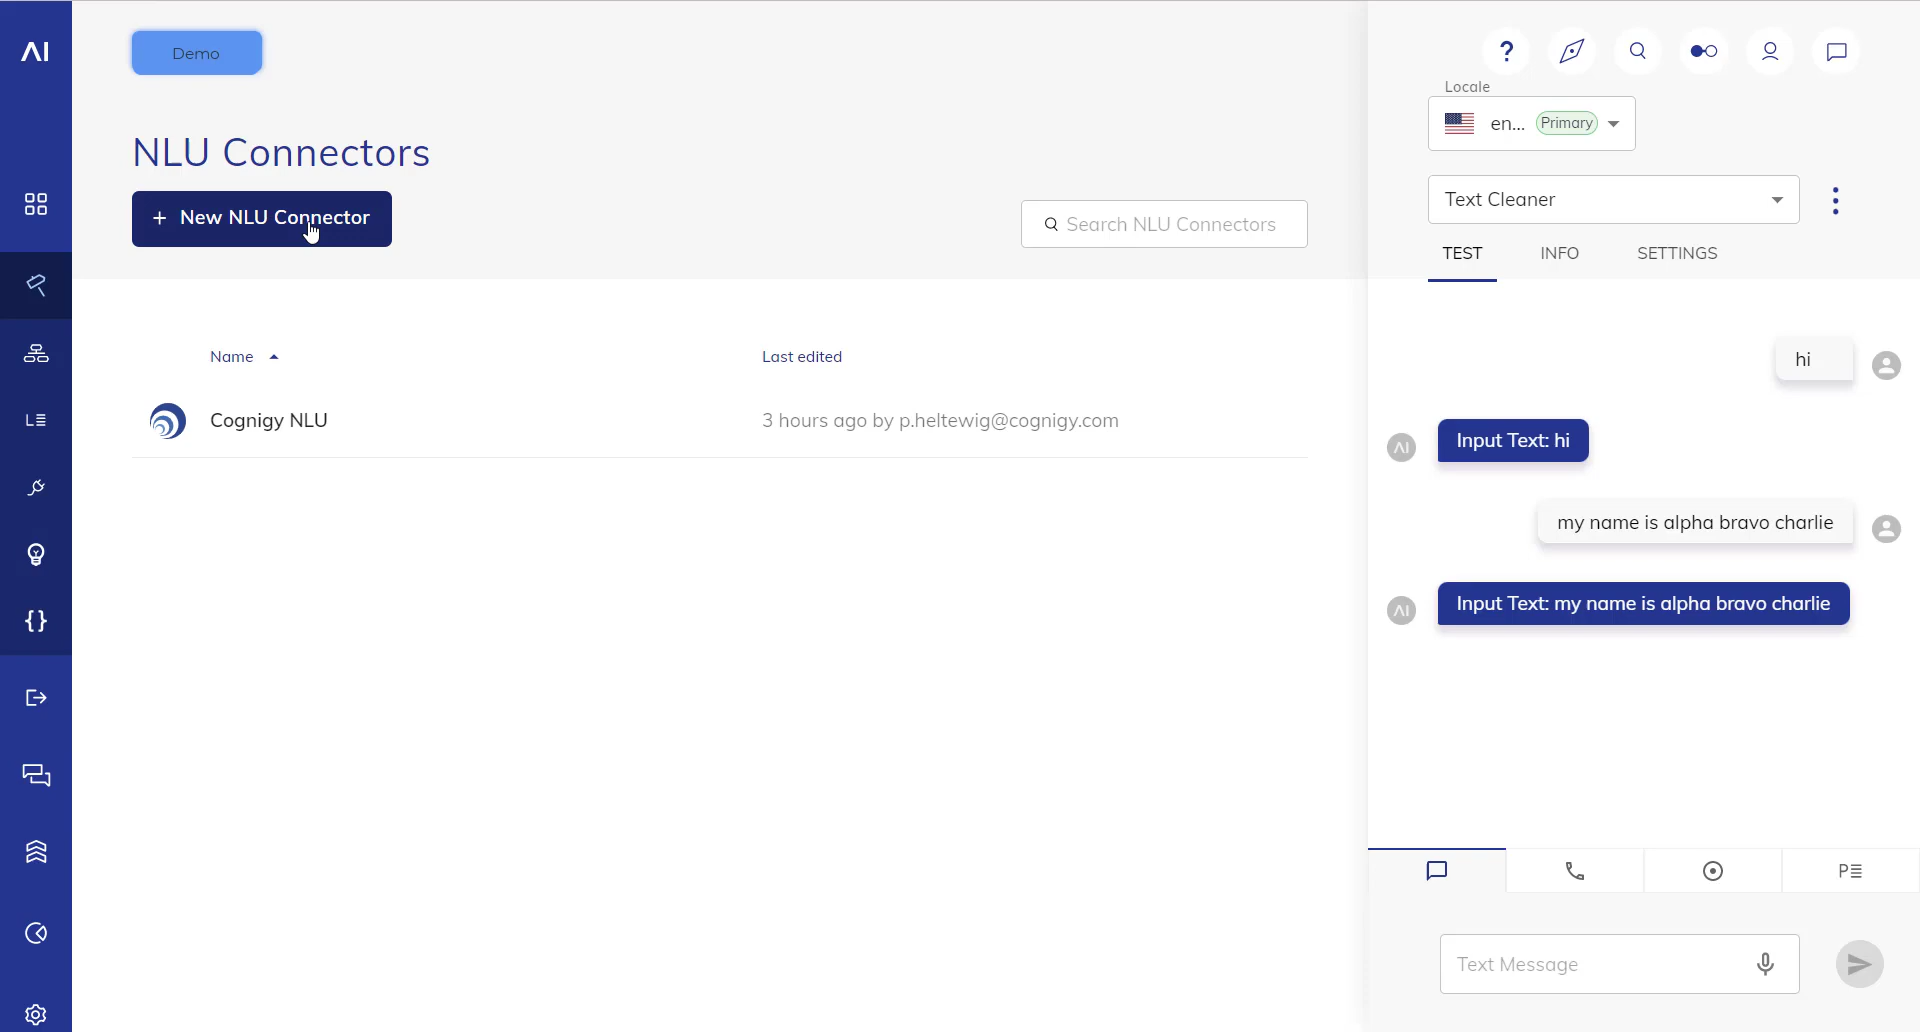 AI
Demo
NLU Connectors
+ New NLU Connector
Search NLU Connectors
Name
Last edited
Cognigy NLU
3 hours ago by p.heltewig@cognigy.com
?
Locale
en... Primary
Text Cleaner
TEST
INFO
SETTINGS
hi
AI
Input Text: hi
my name is alpha bravo charlie
AI
Input Text: my name is alpha bravo charlie
Text Message